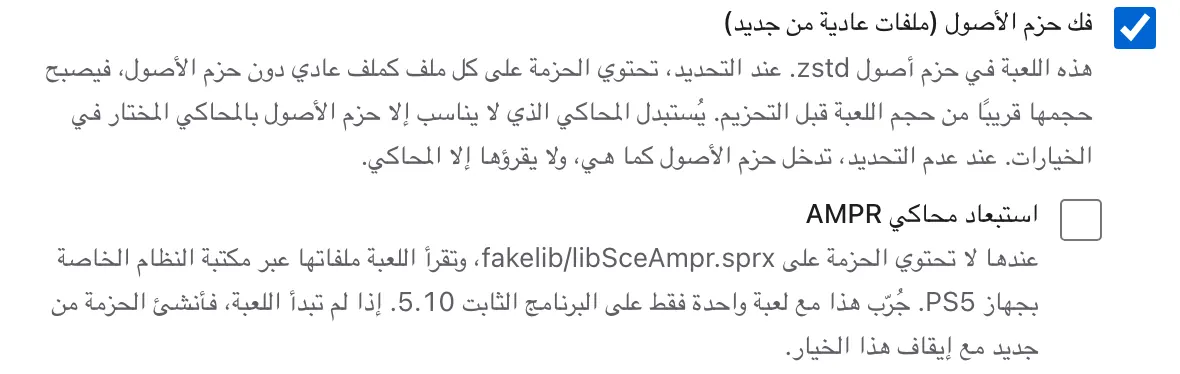 فك حزم الأصول (ملفات عادية من جديد)
هذه اللعبة في حزم أصول zstd. عند التحديد، تحتوي الحزمة على كل ملف كملف عادي دون حزم الأصول، فيصبح
حجمها قريبًا من حجم اللعبة قبل التحزيم. يُستبدل المحاكي الذي لا يناسب إلا حزم الأصول بالمحاكي المختار في
الخيارات. عند عدم التحديد، تدخل حزم الأصول كما هي، ولا يقرؤها إلا المحاكي.
استبعاد محاكي AMPR
عندها لا تحتوي الحزمة على fakelib/libSceAmpr.sprx، وتقرأ اللعبة ملفاتها عبر مكتبة النظام الخاصة
بجهاز PS5. جُرّب هذا مع لعبة واحدة فقط على البرنامج الثابت 5.10. إذا لم تبدأ اللعبة، فأنشئ الحزمة من
جديد مع إيقاف هذا الخيار.